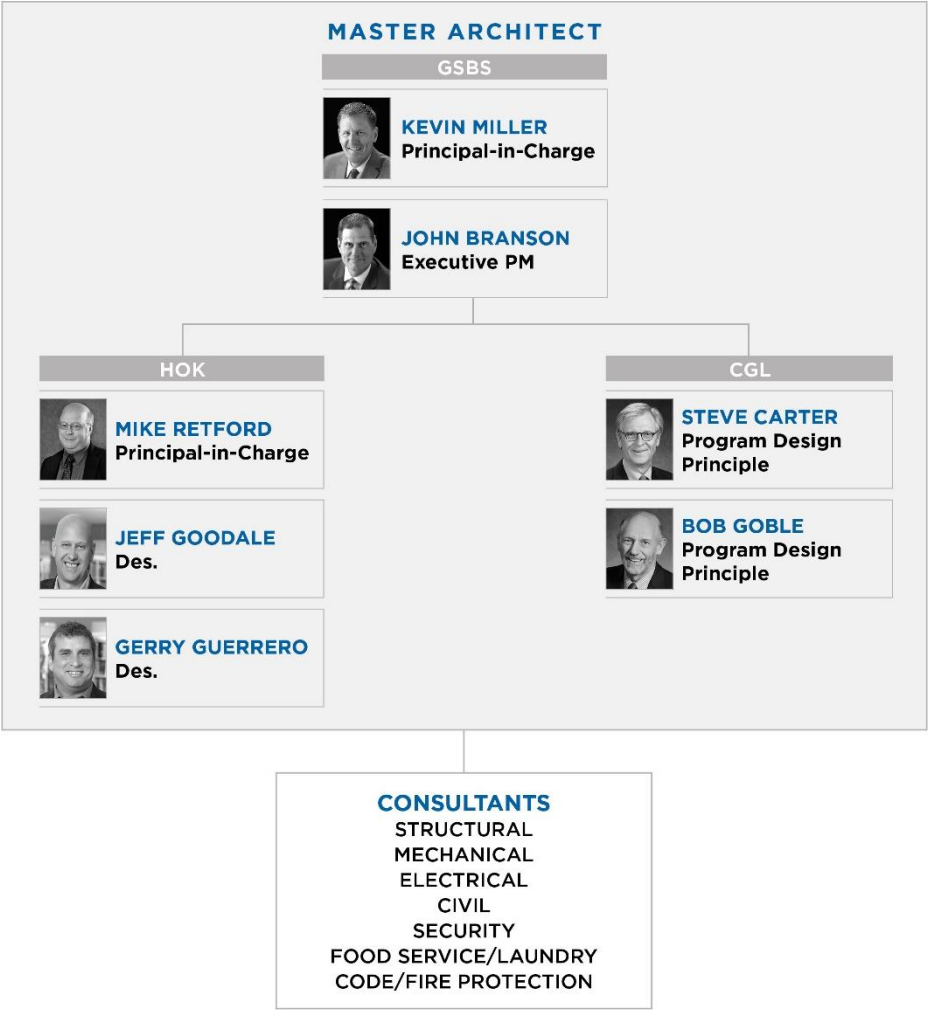 MASTER ARCHITECT
GSBS
KEVIN MILLER
Principal-in-Charge
JOHN BRANSON
Executive PM
HOK
MIKE RETFORD
Principal-in-Charge
JEFF GOODALE
Des.
GERRY GUERRERO
Des.
CGL
STEVE CARTER
Program Design
Principle
BOB GOBLE
Program Design
Principle
CONSULTANTS
STRUCTURAL
MECHANICAL
ELECTRICAL
CIVIL
SECURITY
FOOD SERVICE/LAUNDRY
CODE/FIRE PROTECTION